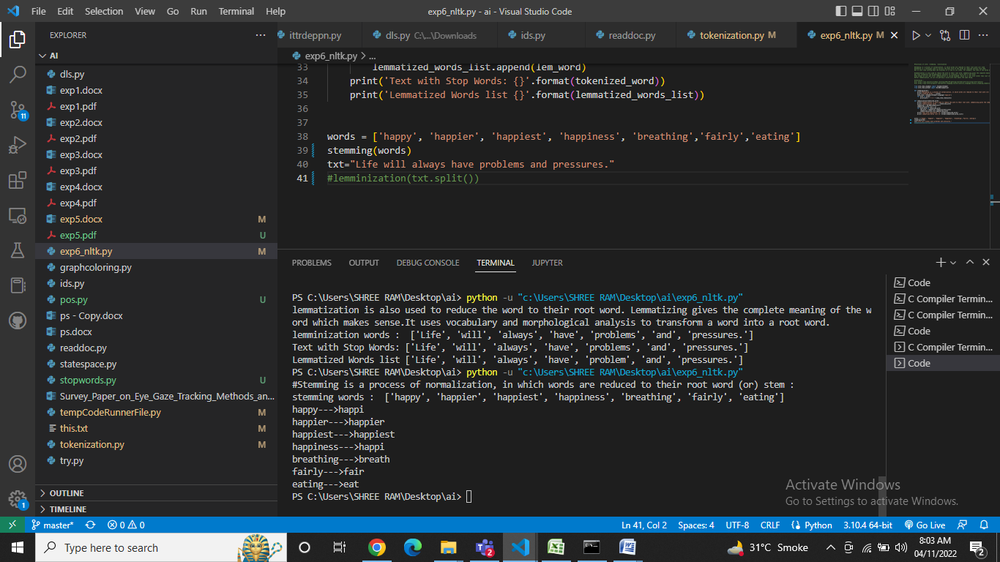 File Edit Selection View Go Run Terminal Help
exp6_nltk.py - ai - Visual Studio Code
EXPLORER
ittrdeppn.py
dls.py C:\...\Downloads
ids.py
readdoc.py
tokenization.py M
exp6_nltk.py M
AI
exp6_nltk.py > ...
dls.py
exp1.docx
exp1.pdf
exp2.docx
exp2.pdf
exp3.docx
exp3.pdf
exp4.docx
exp4.pdf
exp5.docx M
exp5.pdf U
exp6_nltk.py M
graphcoloring.py
ids.py
pos.py U
ps - Copy.docx
ps.docx
readdoc.py
statespace.py
stopwords.py U
Survey_Paper_on_Eye_Gaze_Tracking_Methods_an...
tempCodeRunnerFile.py M
this.txt M
tokenization.py M
try.py
OUTLINE
TIMELINE
11
1
33 lemmatized_words_list.append(lem_word)
34 print('Text with Stop Words: {}'.format(tokenized_word))
35 print('Lemmatized Words list {}'.format(lemmatized_words_list))
36
37
38 words = ['happy', 'happier', 'happiest', 'happiness', 'breathing','fairly','eating']
39 stemming(words)
40 txt="Life will always have problems and pressures."
41 #lemminization(txt.split())
PROBLEMS OUTPUT DEBUG CONSOLE TERMINAL JUPYTER
PS C:\Users\SHREE RAM\Desktop\ai> python -u "c:\Users\SHREE RAM\Desktop\ai\exp6_nltk.py"
lemmatization is also used to reduce the word to their root word. Lemmatizing gives the complete meaning of the w
ord which makes sense.It uses vocabulary and morphological analysis to transform a word into a root word.
lemminization words :  ['Life', 'will', 'always', 'have', 'problems', 'and', 'pressures.']
Text with Stop Words: ['Life', 'will', 'always', 'have', 'problems', 'and', 'pressures.']
Lemmatized Words list ['Life', 'will', 'always', 'have', 'problem', 'and', 'pressures.']
PS C:\Users\SHREE RAM\Desktop\ai> python -u "c:\Users\SHREE RAM\Desktop\ai\exp6_nltk.py"
#Stemming is a process of normalization, in which words are reduced to their root word (or) stem :
stemming words :  ['happy', 'happier', 'happiest', 'happiness', 'breathing', 'fairly', 'eating']
happy--->happi
happier--->happier
happiest--->happiest
happiness--->happi
breathing--->breath
fairly--->fair
eating--->eat
PS C:\Users\SHREE RAM\Desktop\ai>
Code
C Compiler Termin...
C Compiler Termin...
Code
C Compiler Termin...
Code
Activate Windows
Go to Settings to activate Windows.
master* 0 0
Ln 41, Col 2 Spaces: 4 UTF-8 CRLF Python 3.10.4 64-bit Go Live
Type here to search
2
31°C Smoke
8:03 AM
04/11/2022
2